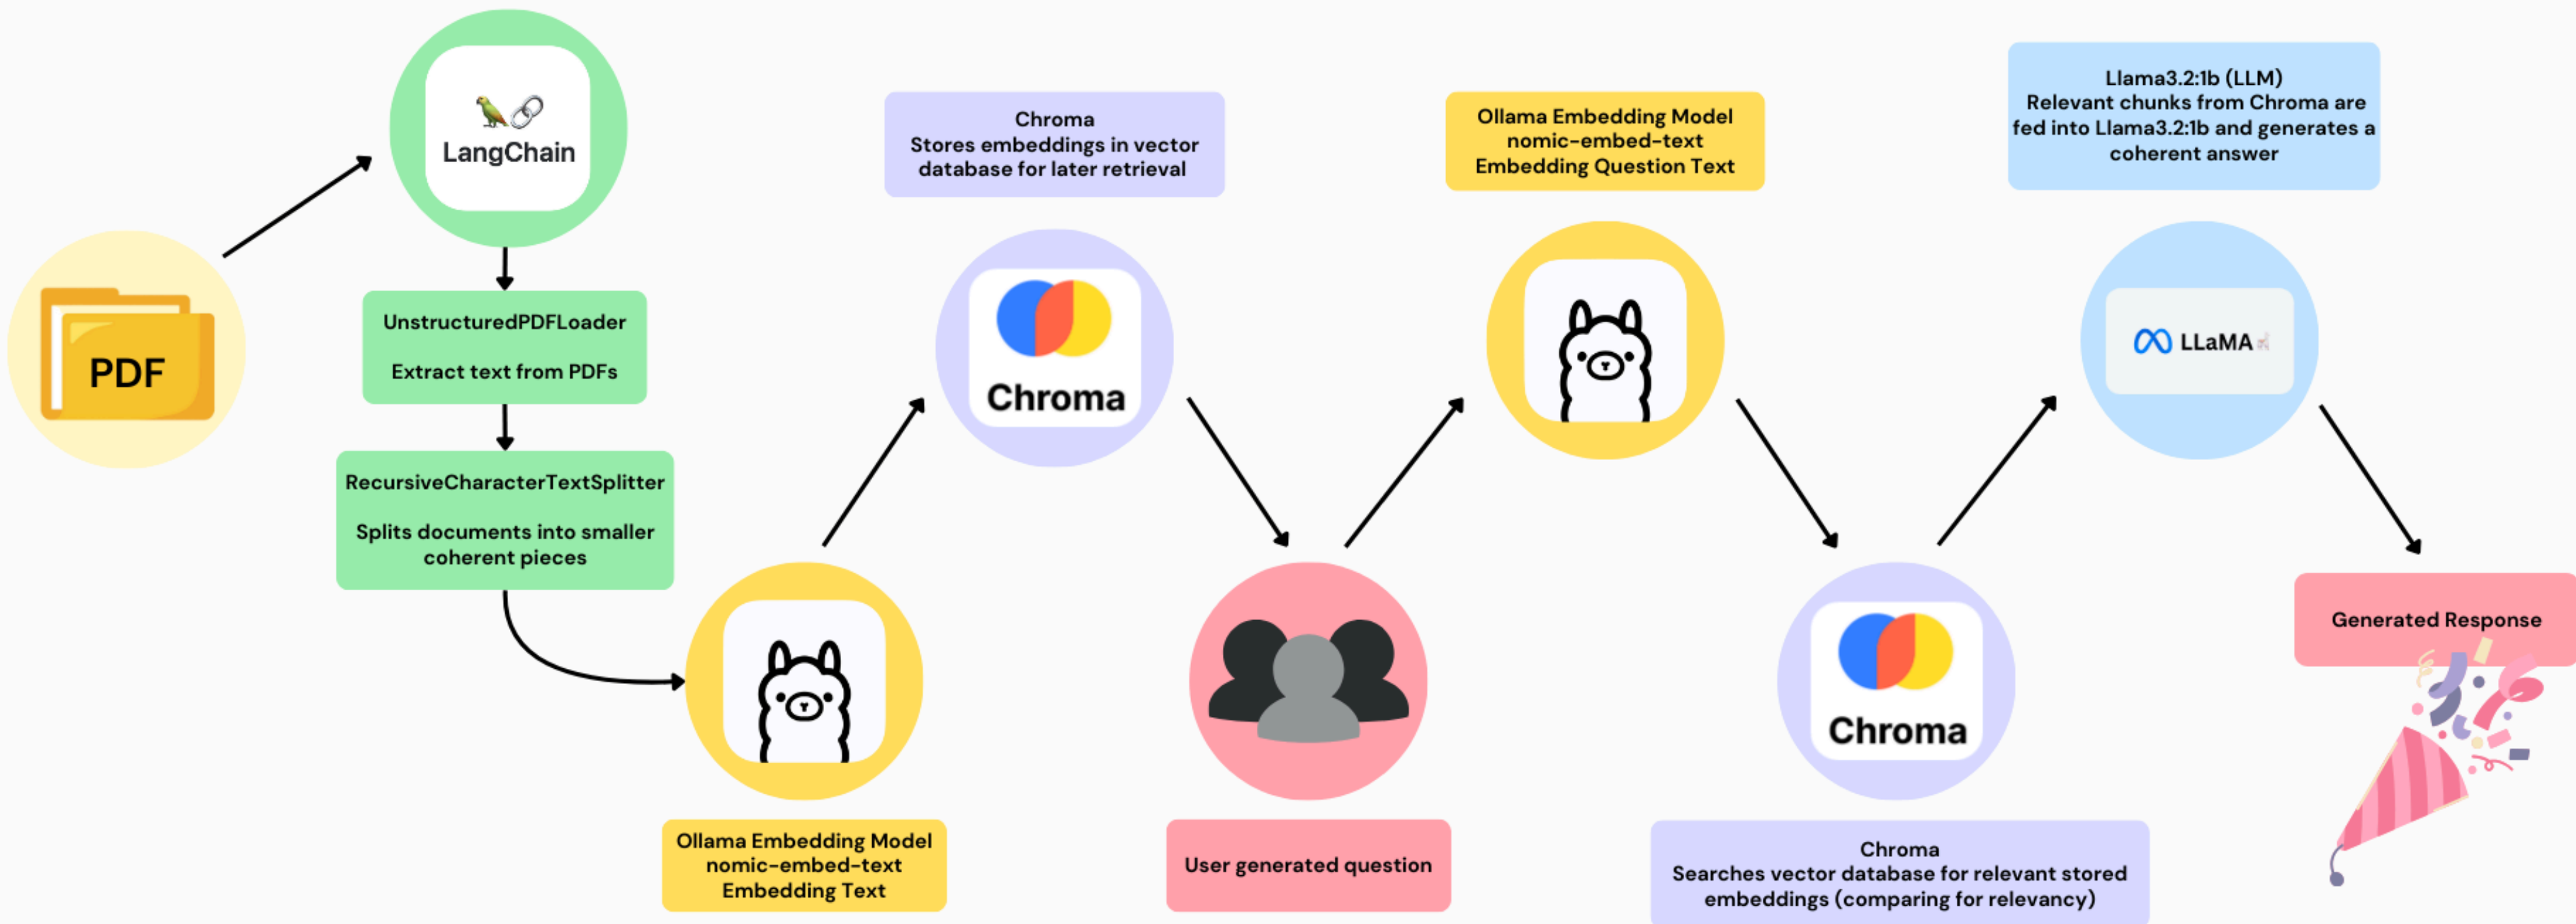 PDF
LangChain
UnstructuredPDFLoader
Extract text from PDFs
RecursiveCharacterTextSplitter
Splits documents into smaller
coherent pieces
Ollama Embedding Model
nomic-embed-text
Embedding Text
Chroma
Stores embeddings in vector
database for later retrieval
Chroma
User generated question
Ollama Embedding Model
nomic-embed-text
Embedding Question Text
Chroma
Chroma
Searches vector database for relevant stored
embeddings (comparing for relevancy)
Llama3.2:1b (LLM)
Relevant chunks from Chroma are
fed into Llama3.2:1b and generates a
coherent answer
LLaMA
Generated Response